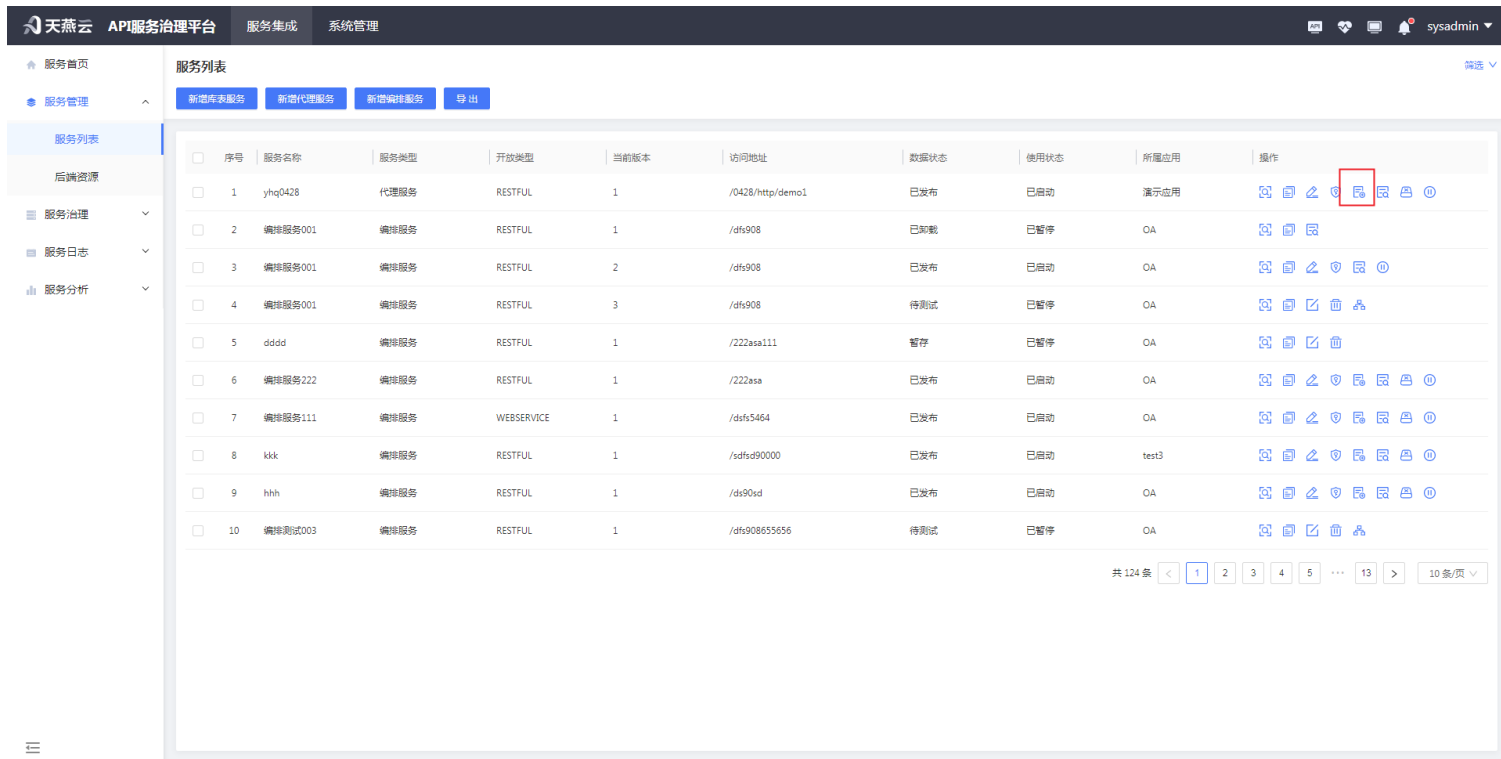 天燕云 API服务治理平台 服务集成 系统管理 API sysadmin
服务首页
服务管理
服务列表
后端资源
服务治理
服务日志
服务分析
服务列表 筛选
新增库表服务 新增代理服务 新增编排服务 导出
序号 服务名称 服务类型 开放类型 当前版本 访问地址 数据状态 使用状态 所属应用 操作
1 yhq0428 代理服务 RESTFUL 1 /0428/http/demo1 已发布 已启动 演示应用
2 编排服务001 编排服务 RESTFUL 1 /dfs908 已卸载 已暂停 OA
3 编排服务001 编排服务 RESTFUL 2 /dfs908 已发布 已启动 OA
4 编排服务001 编排服务 RESTFUL 3 /dfs908 待测试 已暂停 OA
5 dddd 编排服务 RESTFUL 1 /222asa111 暂存 已暂停 OA
6 编排服务222 编排服务 RESTFUL 1 /222asa 已发布 已启动 OA
7 编排服务111 编排服务 WEBSERVICE 1 /dsfs5464 已发布 已启动 OA
8 kkk 编排服务 RESTFUL 1 /sdfsd90000 已发布 已启动 test3
9 hhh 编排服务 RESTFUL 1 /ds90sd 已发布 已启动 OA
10 编排测试003 编排服务 RESTFUL 1 /dfs908655656 待测试 已暂停 OA
共 124 条 < 1 2 3 4 5 ··· 13 > 10 条/页